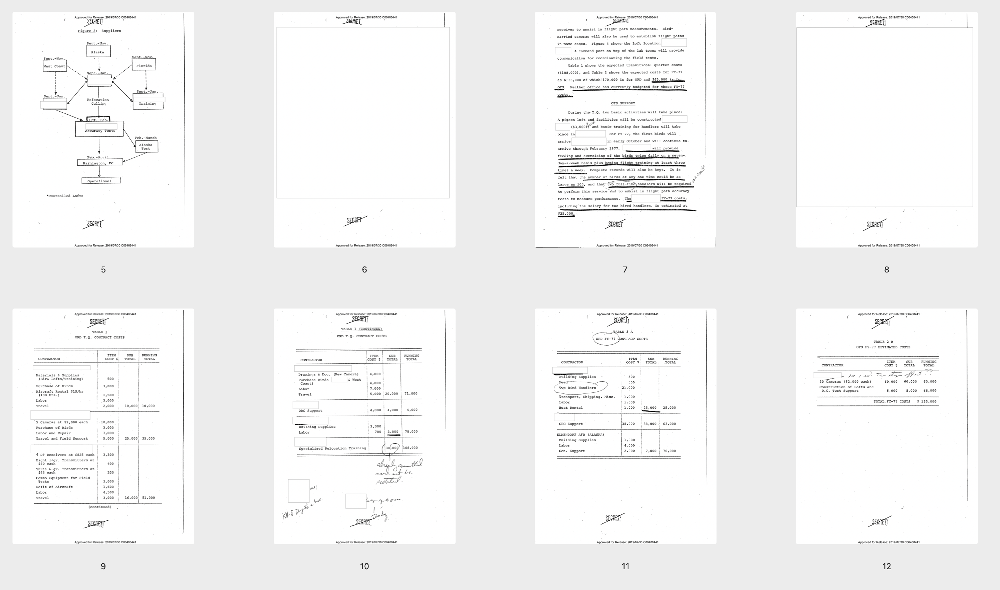 Approved for Release: 2019/07/30 C06408441
SECRET
Figure 2: Suppliers
Sept.-Nov.
Alaska
Sept.-Nov.
West Coast
Sept.-Nov.
Florida
Sept.-Jan.
Sept.-Jan.
Sept.-Jan.
Training
Relocation
Culling
Oct.-Feb.
Accuracy Tests
Feb.-March
Alaska
Test
Feb.-April
Washington, DC
Operational
*Controlled Lofts
SECRET
Approved for Release: 2019/07/30 C06408441
5
Approved for Release: 2019/07/30 C06408441
SECRET
SECRET
Approved for Release: 2019/07/30 C06408441
6
Approved for Release: 2019/07/30 C06408441
SECRET
receiver to assist in flight path measurements. Bird-
carried cameras will also be used to establish flight paths
in some cases. Figure 4 shows the loft location
A command post on top of the lab tower will provide
communication for coordinating the field tests.
Table 1 shows the expected transitional quarter costs
($108,000), and Table 2 shows the expected costs for FY-77
as $135,000 of which $70,000 is for ORD and $65,000 is for
OTS. Neither office has currently budgeted for these FY-77
costs.
OTS SUPPORT
During the T.Q. two basic activities will take place:
A pigeon loft and facilities will be constructed
($3,000); and basic training for handlers will take
place in For FY-77, the first birds will
arrive in early October and will continue to
arrive through February 1977. will provide
feeding and exercising of the birds twice daily on a seven-
day-a-week basis plus homing flight training at least three
times a week. Complete records will also be kept. It is
felt that the number of birds at any one time could be as
large as 100, and that two full-time handlers will be required
to perform this service and to assist in flight path accuracy
tests to measure performance. The FY-77 costs,
including the salary for two hired handlers, is estimated at
$25,000.
SECRET
Approved for Release: 2019/07/30 C06408441
7
Approved for Release: 2019/07/30 C06408441
SECRET
SECRET
Approved for Release: 2019/07/30 C06408441
8
Approved for Release: 2019/07/30 C06408441
SECRET
TABLE 1
ORD T.Q. CONTRACT COSTS
ITEM SUB RUNNING
CONTRACTOR COST $ TOTAL TOTAL
Materials & Supplies
(Bird Lofts/Training) 500
Purchase of Birds 3,000
Aircraft Rental $15/hr
(100 hrs.) 1,500
Labor 3,000
Travel 2,000 10,000 10,000
5 Cameras at $2,000 each 10,000
Purchase of Birds 3,000
Labor and Repair 7,000
Travel and Field Support 5,000 25,000 35,000
4 DF Receivers at $825 each 3,300
Eight 1-gr. Transmitters at
$50 each 400
Three 6-gr. Transmitters at
$65 each 200
Commo Equipment for Field
Tests 3,000
Refit of Aircraft 1,600
Labor 4,500
Travel 3,000 16,000 51,000
(continued)
SECRET
Approved for Release: 2019/07/30 C06408441
9
Approved for Release: 2019/07/30 C06408441
SECRET
TABLE 1 (CONTINUED)
ORD T.Q. CONTRACT COSTS
ITEM SUB RUNNING
CONTRACTOR COST $ TOTAL TOTAL
Drawings & Doc. (New Camera) 4,000
Purchase Birds & West
Coast) 4,000
Labor 7,000
Travel 5,000 20,000 71,000
QRC Support 4,000 4,000 4,000
Building Supplies 2,300
Labor 700 3,000 78,000
Specialized Relocation Training 30,000 108,000
already committed
need not be
restated.
owl
KH-8 Targets a
Tuesday
SECRET
Approved for Release: 2019/07/30 C06408441
10
Approved for Release: 2019/07/30 C06408441
SECRET
TABLE 2 A
ORD FY-77 CONTRACT COSTS
ITEM SUB RUNNING
CONTRACTOR COST $ TOTAL TOTAL
Building Supplies 500
Feed 500
Two Bird Handlers 21,000
Transport, Shipping, Misc. 1,000
Labor 1,000
Boat Rental 1,000 25,000 25,000
QRC Support 38,000 38,000 63,000
ELMENDORF AFB (ALASKA)
Building Supplies 1,000
Labor 4,000
Gen. Support 2,000 7,000 70,000
SECRET
Approved for Release: 2019/07/30 C06408441
11
Approved for Release: 2019/07/30 C06408441
SECRET
TABLE 2 B
OTS FY-77 ESTIMATED COSTS
ITEM SUB RUNNING
CONTRACTOR COST $ TOTAL TOTAL
- 10 + 20? Two stage effort ??
30 Cameras ($2,000 each) 60,000 60,000 60,000
Construction of Lofts and
D.C. Test Support 5,000 5,000 65,000
TOTAL FY-77 COSTS $ 135,000
SECRET
Approved for Release: 2019/07/30 C06408441
12